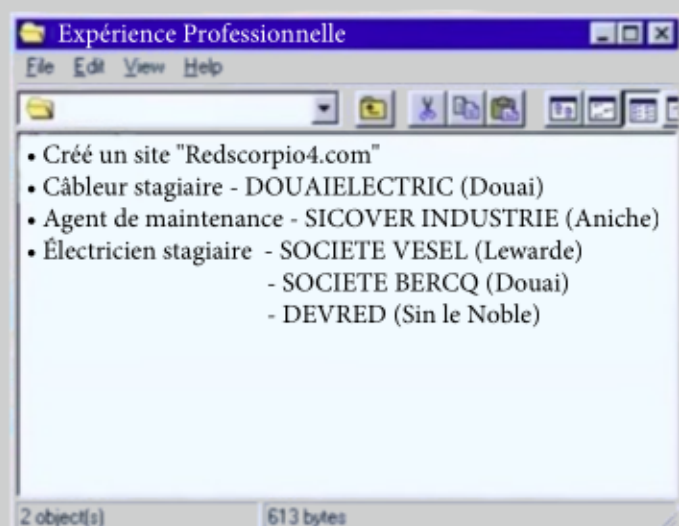 Expérience Professionnelle
File Edit View Help
• Créé un site "Redscorpio4.com"
• Câbleur stagiaire - DOUAIELECTRIC (Douai)
• Agent de maintenance - SICOVER INDUSTRIE (Aniche)
• Électricien stagiaire - SOCIETE VESEL (Lewarde)
- SOCIETE BERCQ (Douai)
- DEVRED (Sin le Noble)
2 object(s) 613 bytes